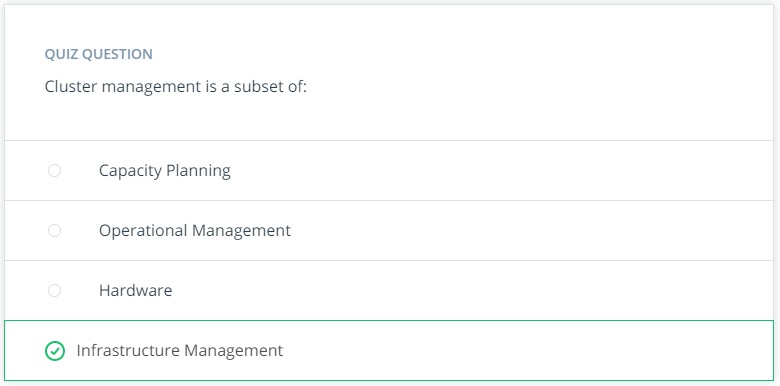 QUIZ QUESTION
Cluster management is a subset of:
Capacity Planning
Operational Management
Hardware
Infrastructure Management